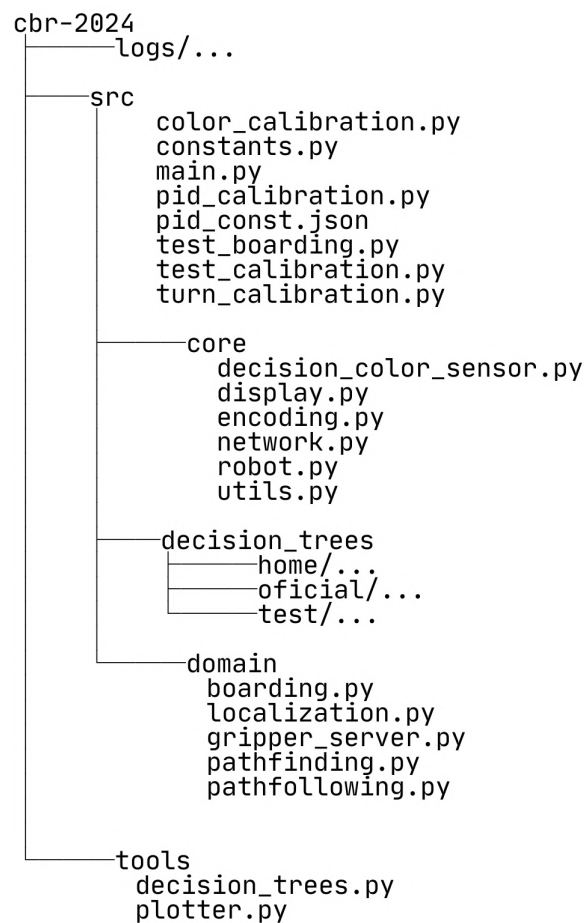 cbr-2024
logs/...
src
color_calibration.py
constants.py
main.py
pid_calibration.py
pid_const.json
test_boarding.py
test_calibration.py
turn_calibration.py
core
decision_color_sensor.py
display.py
encoding.py
network.py
robot.py
utils.py
decision_trees
home/...
oficial/...
test/...
domain
boarding.py
localization.py
gripper_server.py
pathfinding.py
pathfollowing.py
tools
decision_trees.py
plotter.py